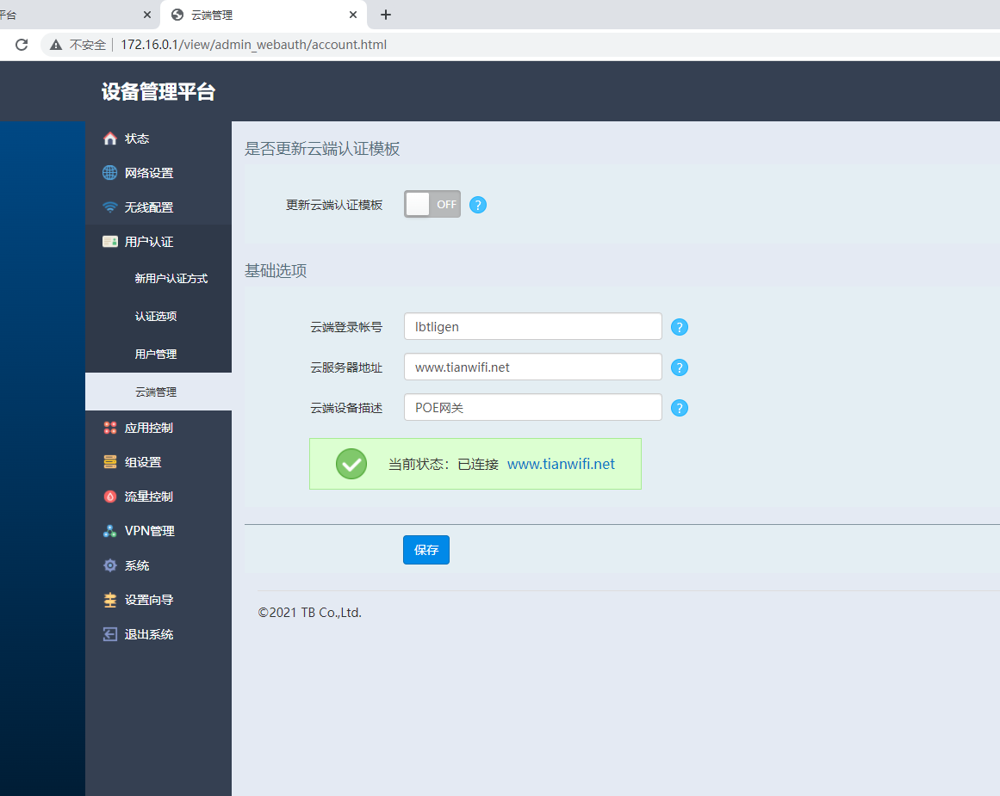 平台
云端管理
不安全 172.16.0.1/view/admin_webauth/account.html
设备管理平台
状态
网络设置
无线配置
用户认证
新用户认证方式
认证选项
用户管理
云端管理
应用控制
组设置
流量控制
VPN管理
系统
设置向导
退出系统
是否更新云端认证模板
更新云端认证模板 OFF ?
基础选项
云端登录帐号 lbtligen ?
云服务器地址 www.tianwifi.net ?
云端设备描述 POE网关 ?
当前状态：已连接 www.tianwifi.net
保存
©2021 TB Co.,Ltd.